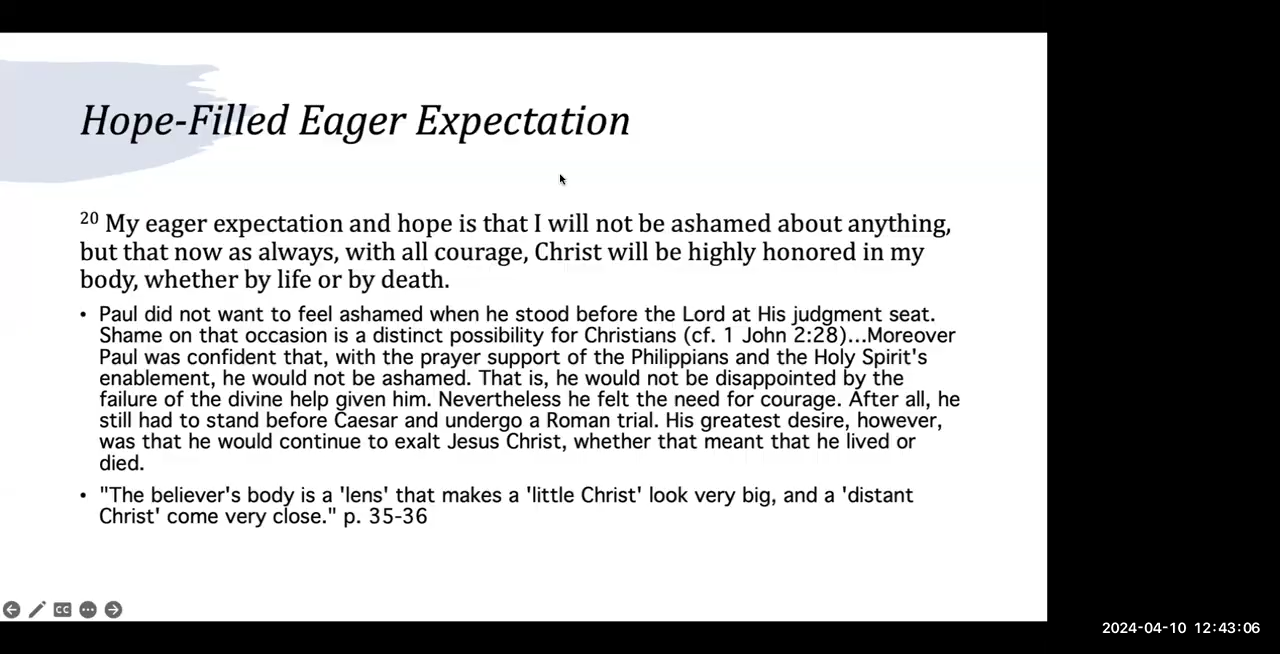 Hope-Filled Eager Expectation
20 My eager expectation and hope is that I will not be ashamed about anything,
but that now as always, with all courage, Christ will be highly honored in my
body, whether by life or by death.
• Paul did not want to feel ashamed when he stood before the Lord at His judgment seat.
Shame on that occasion is a distinct possibility for Christians (cf. 1 John 2:28)...Moreover
Paul was confident that, with the prayer support of the Philippians and the Holy Spirit's
enablement, he would not be ashamed. That is, he would not be disappointed by the
failure of the divine help given him. Nevertheless he felt the need for courage. After all, he
still had to stand before Caesar and undergo a Roman trial. His greatest desire, however,
was that he would continue to exalt Jesus Christ, whether that meant that he lived or
died.
• "The believer's body is a 'lens' that makes a 'little Christ' look very big, and a 'distant
Christ' come very close." p. 35-36
CC
2024-04-10 12:43:06